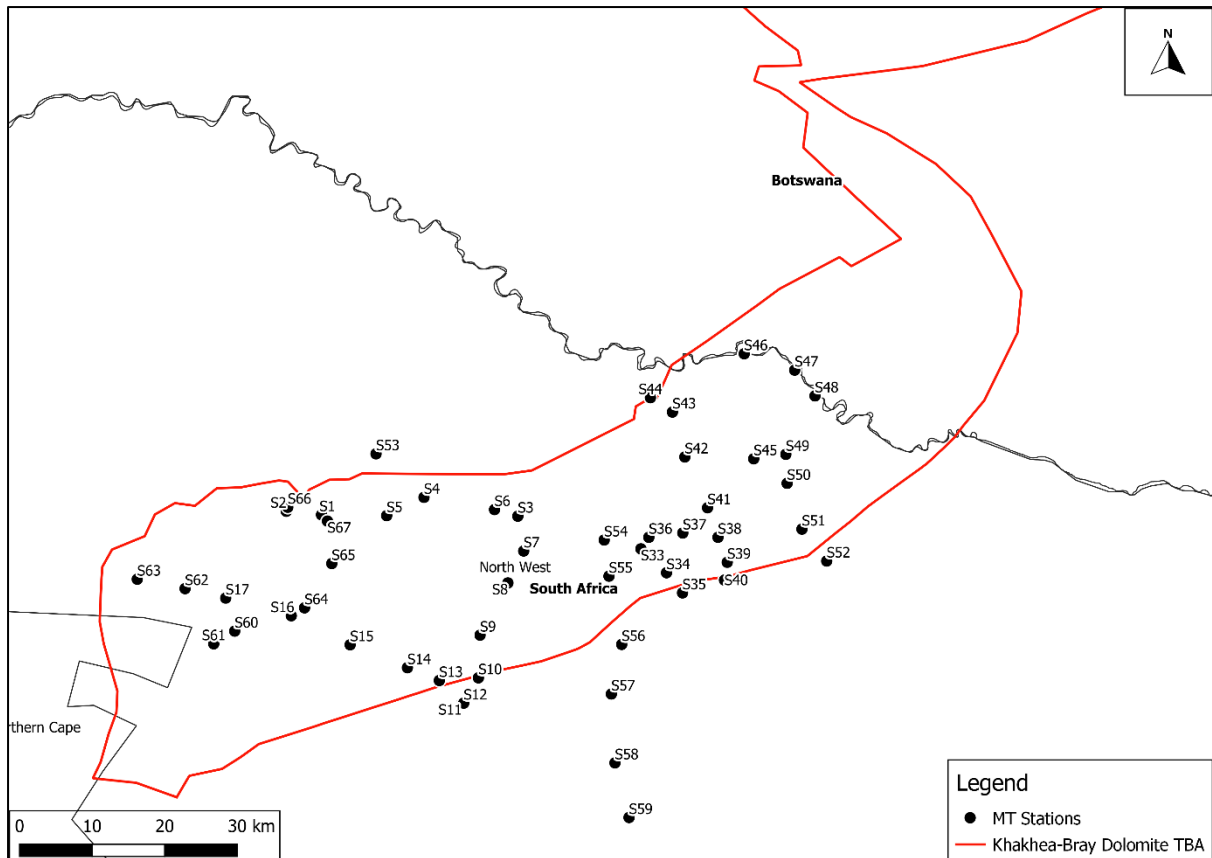 N
Botswana
S46
S47
S44
S48
S43
S53
S42
S45
S49
S50
S4
S66
S2
S1
S5
S6
S3
S41
S67
S54
S36
S37
S38
S51
S7
S33
S65
North West
S39
S52
S63
S62
S8
South Africa
S55
S34
S40
S35
S17
S16
S64
S61
S60
S15
S9
S56
S14
S13
S10
S12
S11
S57
rthern Cape
S58
Legend
MT Stations
Khakhea-Bray Dolomite TBA
S59
0 10 20 30 km